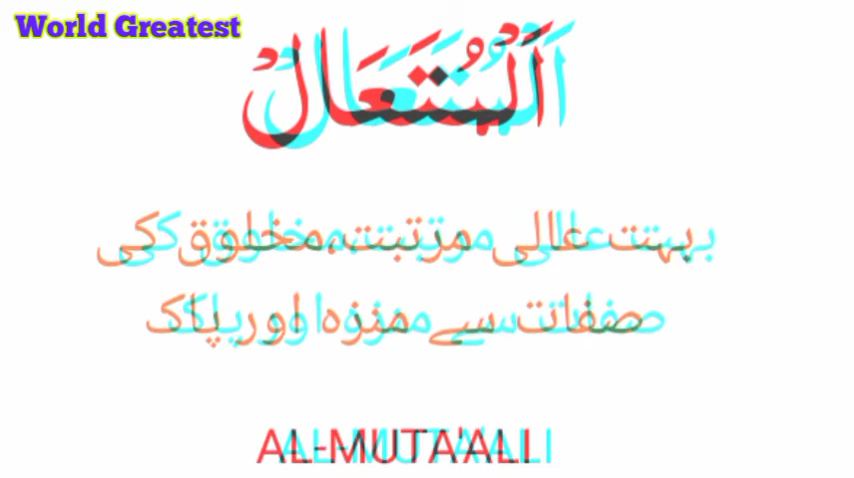 World Greatest
اَلْمُتَعَالْ
بہت عالی مرتبت، مخلوق کی
صفات سے منزہ اور پاک
AL-MUTA'ALI